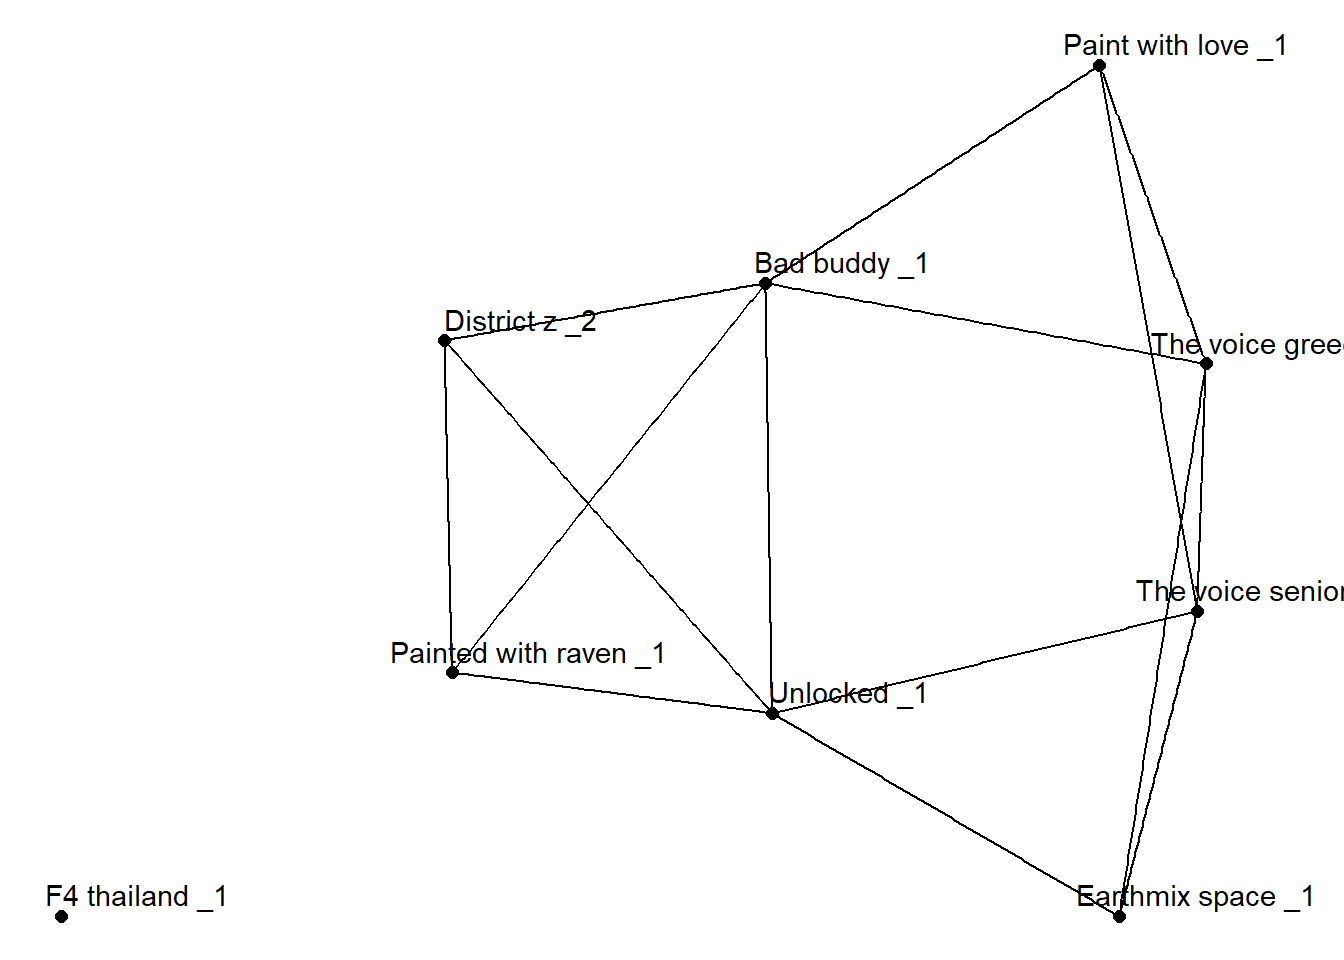 Paint with love _1
Bad buddy _1
District z _2
The voice
The voice senior
Painted with raven _1
Unlocked _1
F4 thailand _1
Earthmix space _1